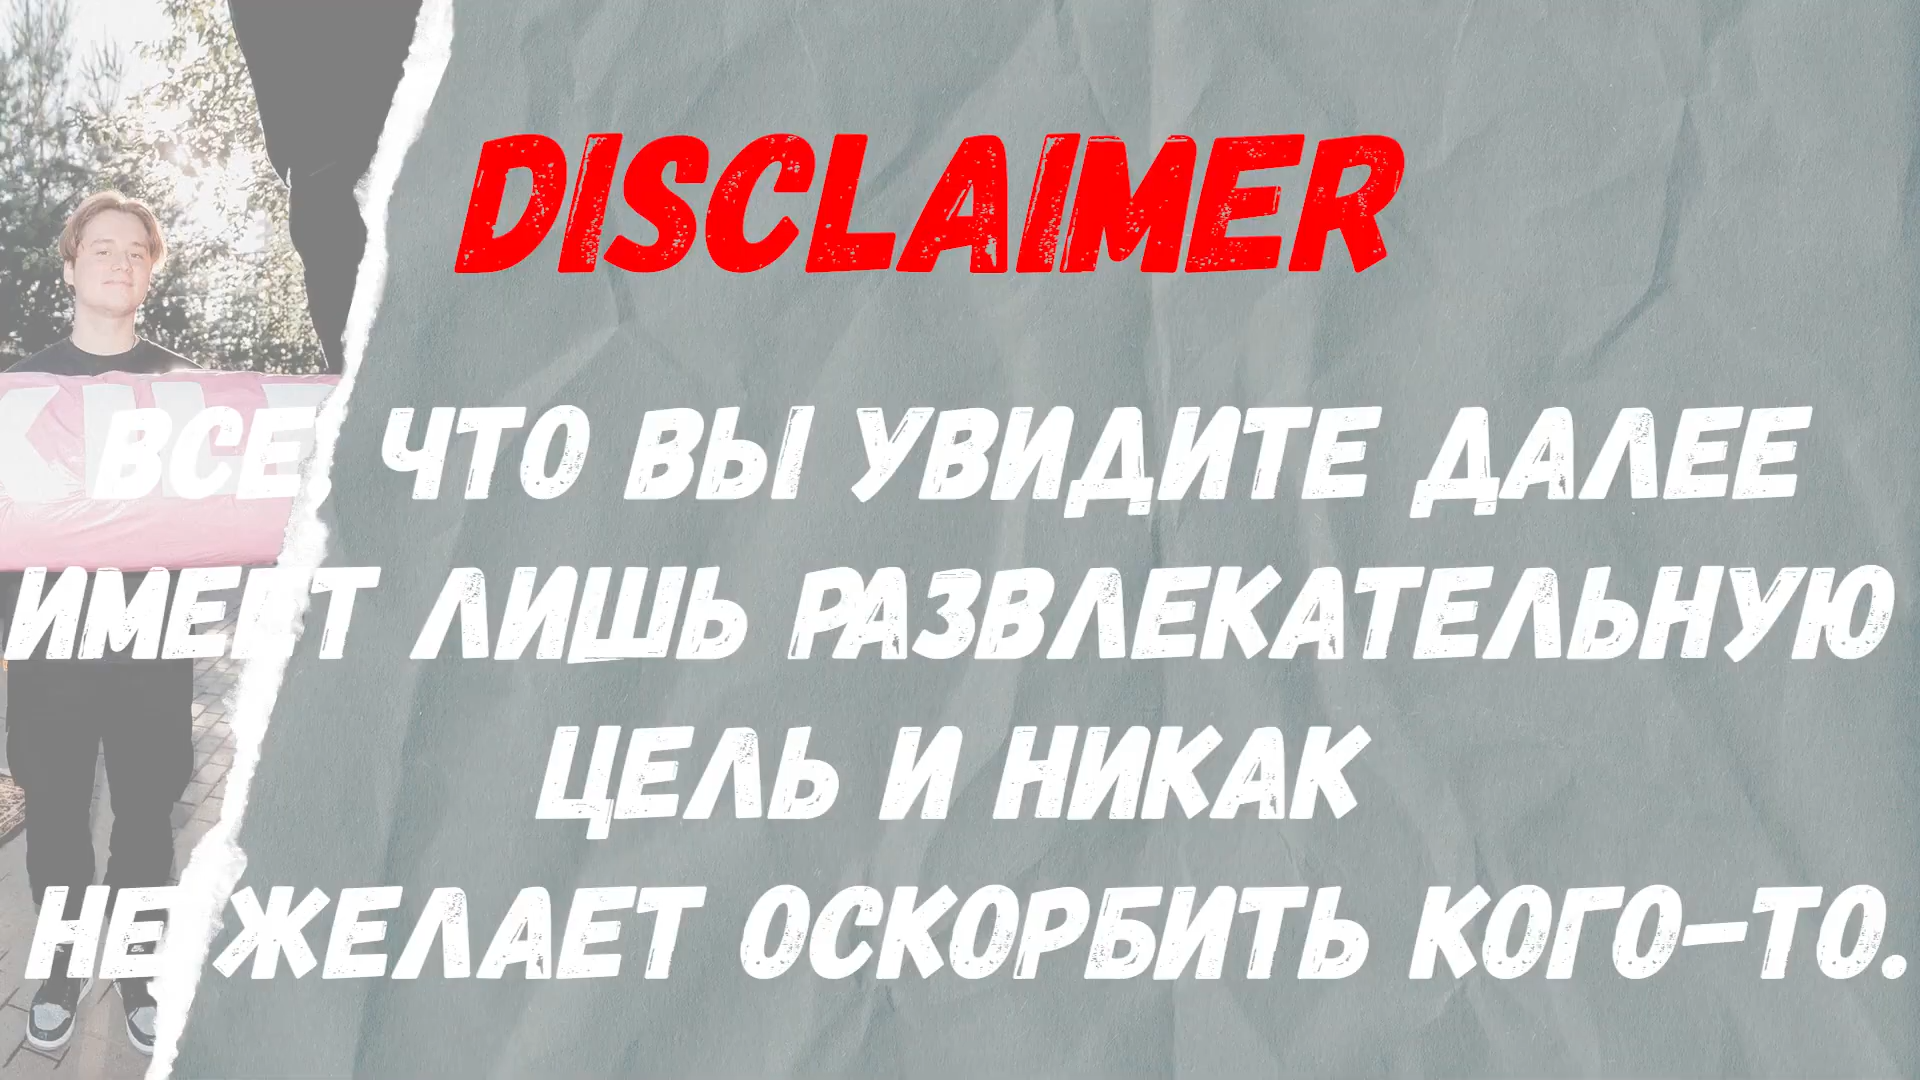 DISCLAIMER
ВСЕ, ЧТО ВЫ УВИДИТЕ ДАЛЕЕ
ИМЕЕТ ЛИШЬ РАЗВЛЕКАТЕЛЬНУЮ
ЦЕЛЬ И НИКАК
НЕ ЖЕЛАЕТ ОСКОРБИТЬ КОГО-ТО.